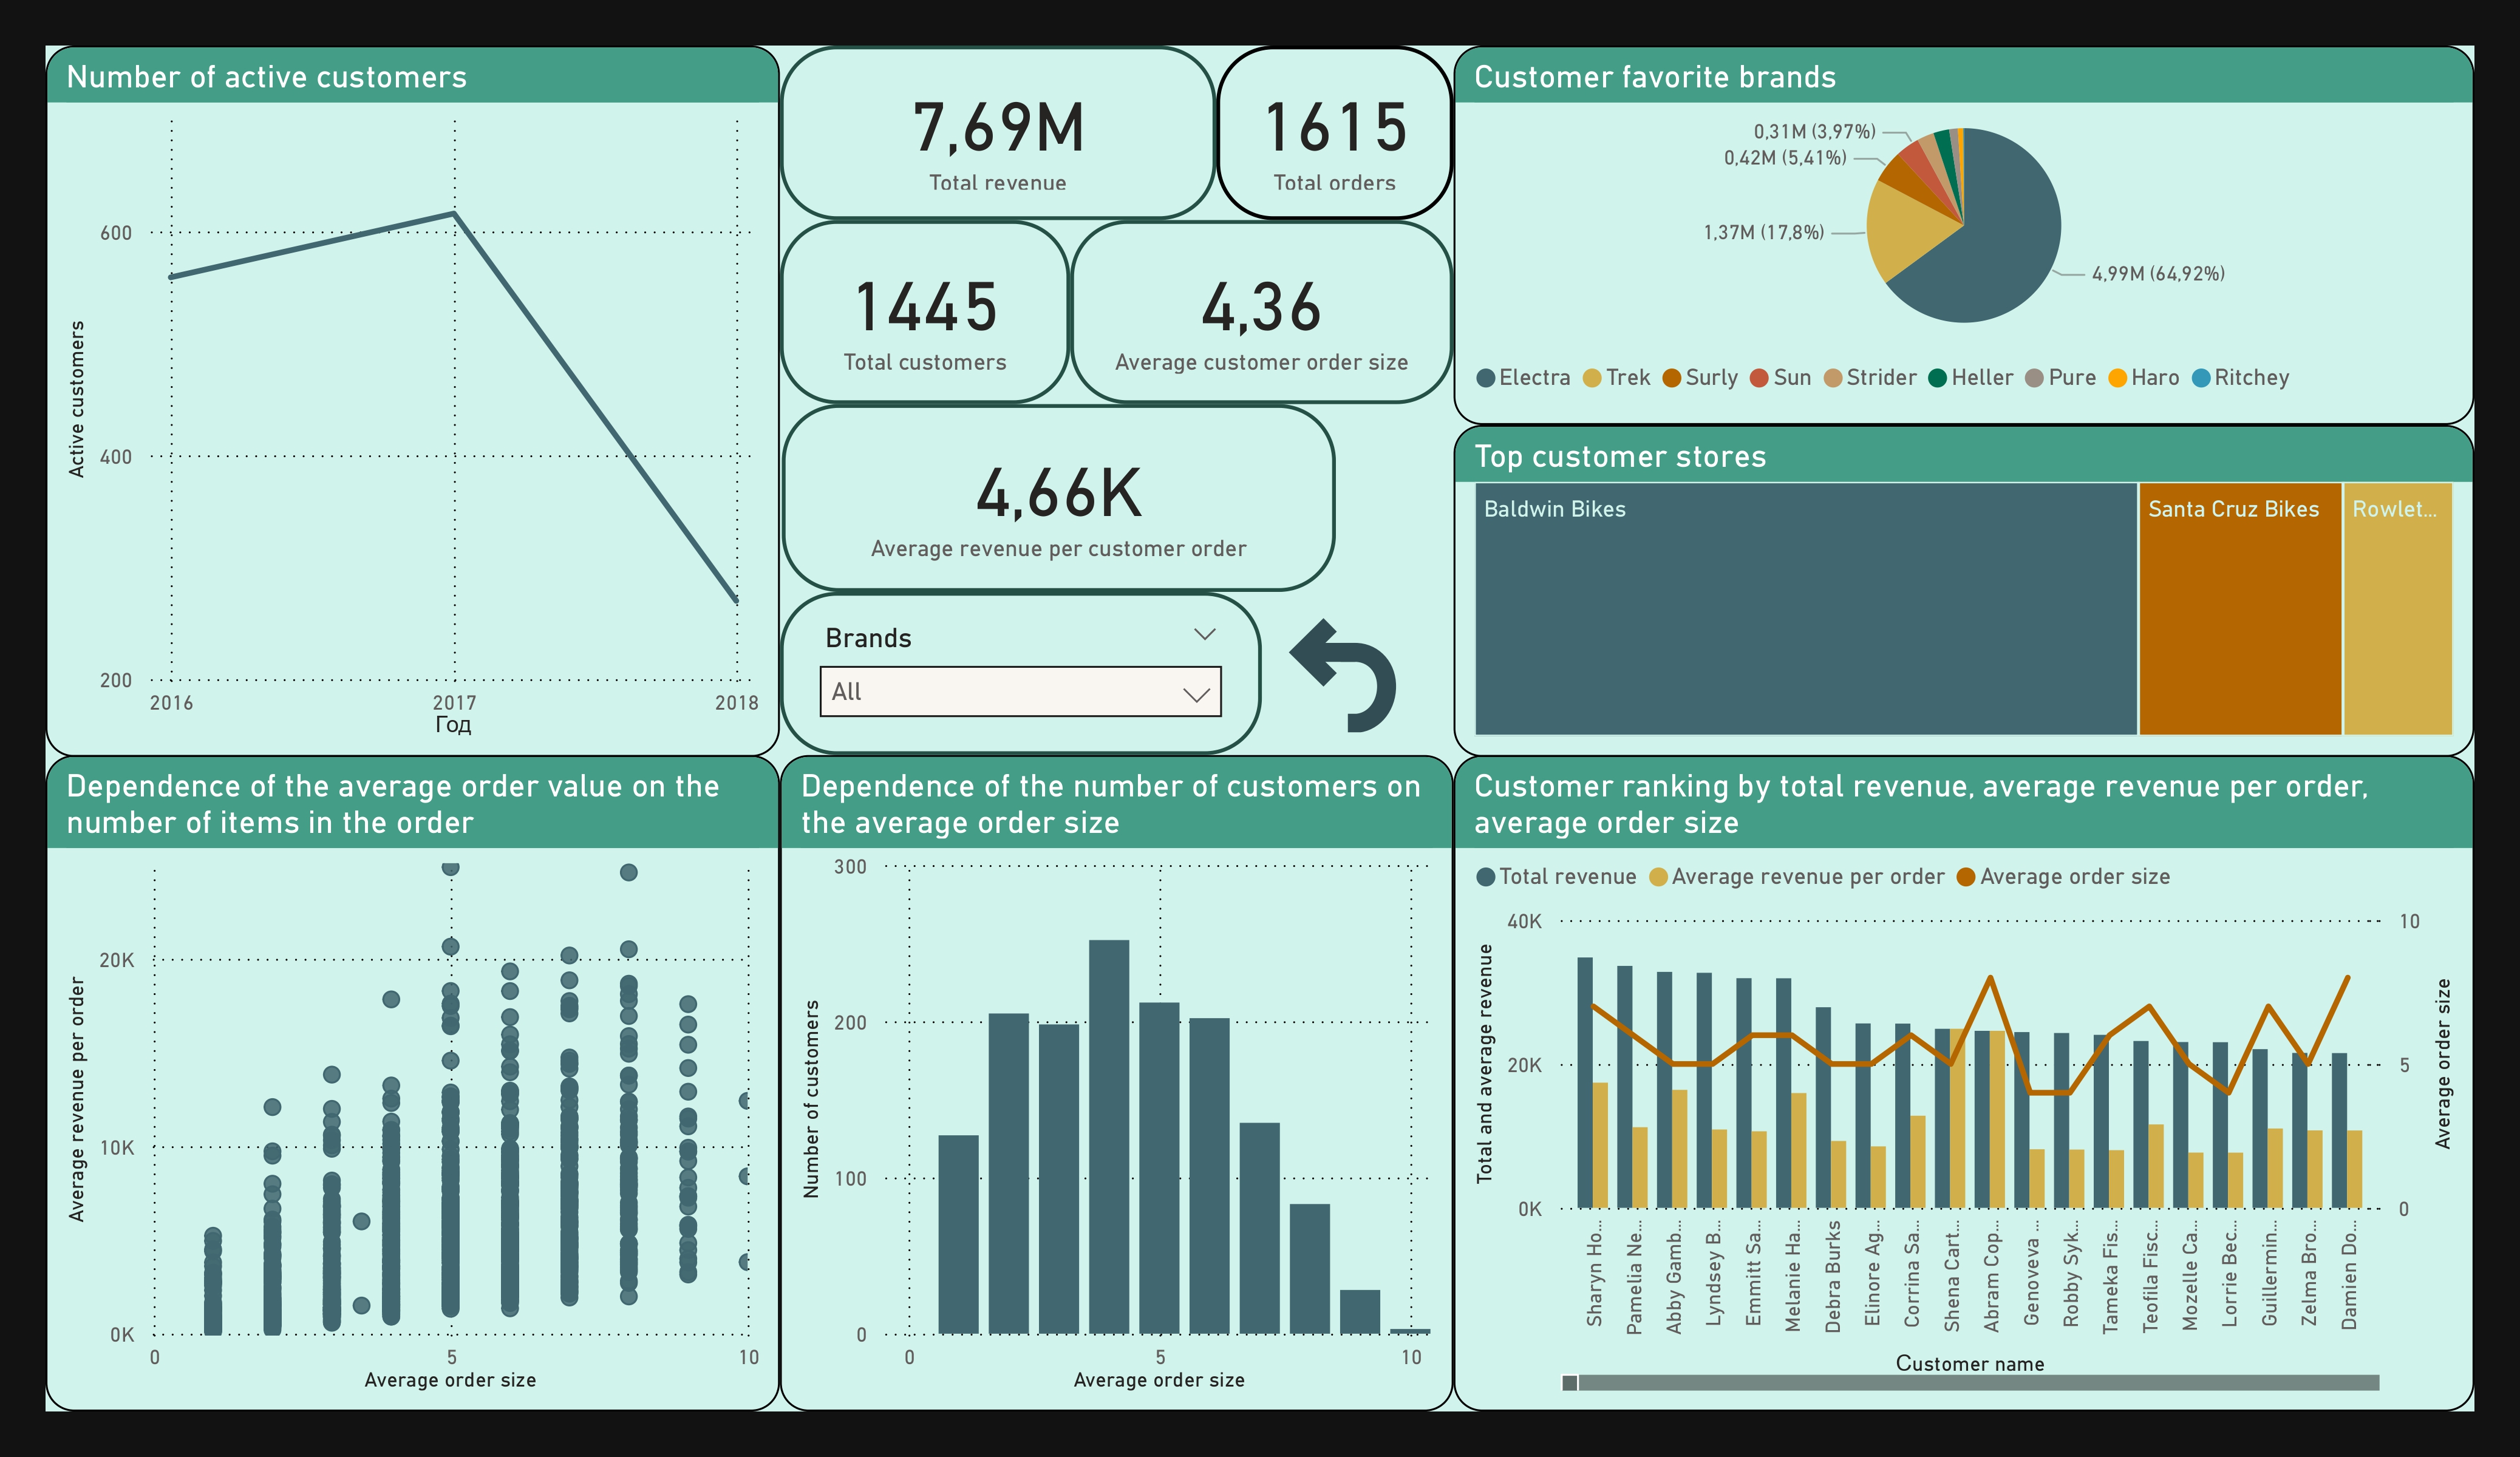 Number of active customers
Active customers
600
400
200
2016
2017
2018
Год
7,69M
Total revenue
1615
Total orders
1445
Total customers
4,36
Average customer order size
4,66K
Average revenue per customer order
Brands
All
Customer favorite brands
0,31M (3,97%)
0,42M (5,41%)
1,37M (17,8%)
4,99M (64,92%)
Electra Trek Surly Sun Strider Heller Pure Haro Ritchey
Top customer stores
Baldwin Bikes
Santa Cruz Bikes
Rowlet...
Dependence of the average order value on the
number of items in the order
Average revenue per order
20K
10K
0K
0
5
10
Average order size
Dependence of the number of customers on
the average order size
Number of customers
300
200
100
0
0
5
10
Average order size
Customer ranking by total revenue, average revenue per order,
average order size
Total revenue Average revenue per order Average order size
Total and average revenue
40K
20K
0K
10
5
0
Average order size
Sharyn Ho...
Pamelia Ne...
Abby Gamb...
Lyndsey B...
Emmitt Sa...
Melanie Ha...
Debra Burks
Elinore Ag...
Corrina Sa...
Shena Cart...
Abram Cop...
Genoveva ...
Robby Syk...
Tameka Fis...
Teofila Fisc...
Mozelle Ca...
Lorrie Bec...
Guillermin...
Zelma Bro...
Damien Do...
Customer name